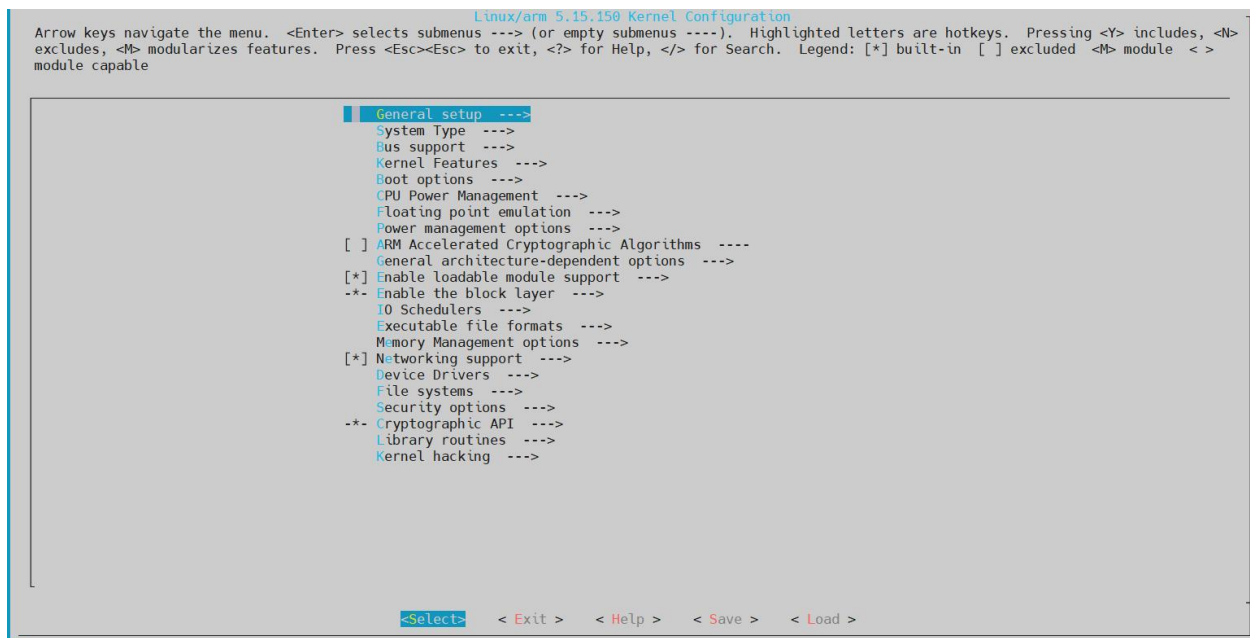 Linux/arm 5.15.150 Kernel Configuration
Arrow keys navigate the menu. <Enter> selects submenus ---> (or empty submenus ----). Highlighted letters are hotkeys. Pressing <Y> includes, <N>
excludes, <M> modularizes features. Press <Esc><Esc> to exit, <?> for Help, </> for Search. Legend: [*] built-in [ ] excluded <M> module < >
module capable
General setup --->
System Type --->
Bus support --->
Kernel Features --->
Boot options --->
CPU Power Management --->
Floating point emulation --->
Power management options --->
[ ] ARM Accelerated Cryptographic Algorithms ----
General architecture-dependent options --->
[*] Enable loadable module support --->
-*- Enable the block layer --->
IO Schedulers --->
Executable file formats --->
Memory Management options --->
[*] Networking support --->
Device Drivers --->
File systems --->
Security options --->
-*- Cryptographic API --->
Library routines --->
Kernel hacking --->
<Select> < Exit > < Help > < Save > < Load >